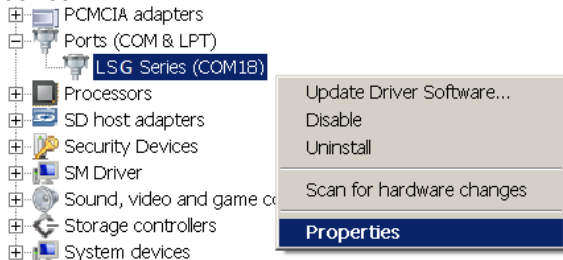 PCMCIA adapters
Ports (COM & LPT)
LSG Series (COM18)
Processors
SD host adapters
Security Devices
SM Driver
Sound, video and game co
Storage controllers
System devices
Update Driver Software...
Disable
Uninstall
Scan for hardware changes
Properties